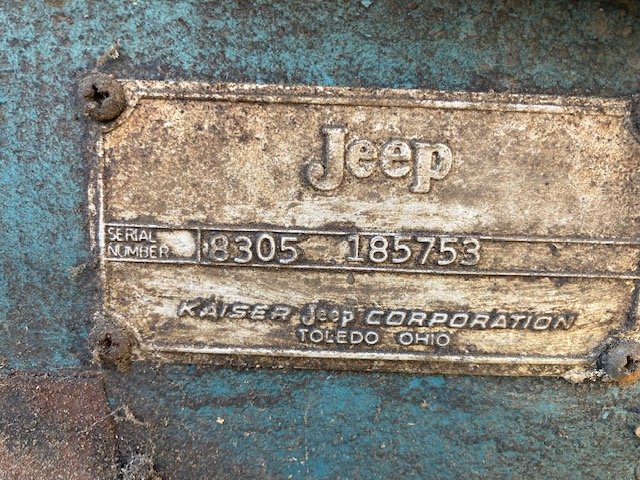 Jeep
SERIAL NUMBER 8305 185753
KAISER Jeep CORPORATION
TOLEDO OHIO